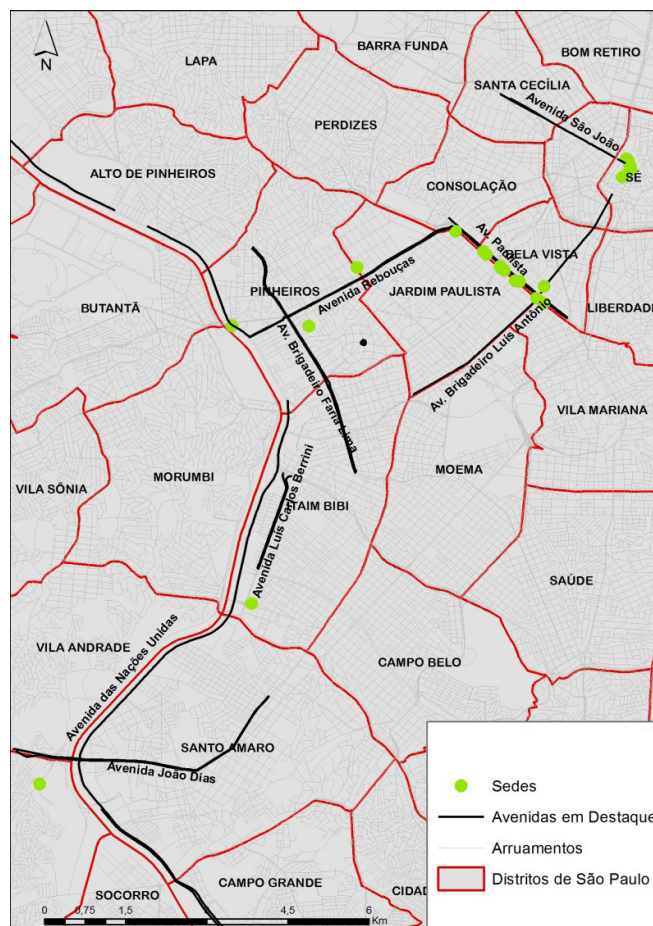 BARRA FUNDA
BOM RETIRO
N
LAPA
SANTA CECÍLIA
Avenida São João
PERDIZES
ALTO DE PINHEIROS
SÉ
CONSOLAÇÃO
Av. Paulista
BELA VISTA
PINHEIROS
Avenida Rebouças
JARDIM PAULISTA
BUTANTÃ
LIBERDADE
Av. Brigadeiro Luís Antônio
Av. Brigadeiro Faria Lima
VILA MARIANA
MORUMBI
MOEMA
VILA SÔNIA
ITAIM BIBI
Avenida Luís Carlos Berrini
SAÚDE
VILA ANDRADE
Avenida das Nações Unidas
CAMPO BELO
SANTO AMARO
Avenida João Dias
Sedes
Avenidas em Destaque
Arruamentos
Distritos de São Paulo
CAMPO GRANDE
CIDAD
SOCORRO
0 0,75 1,5 3 4,5 6
Km